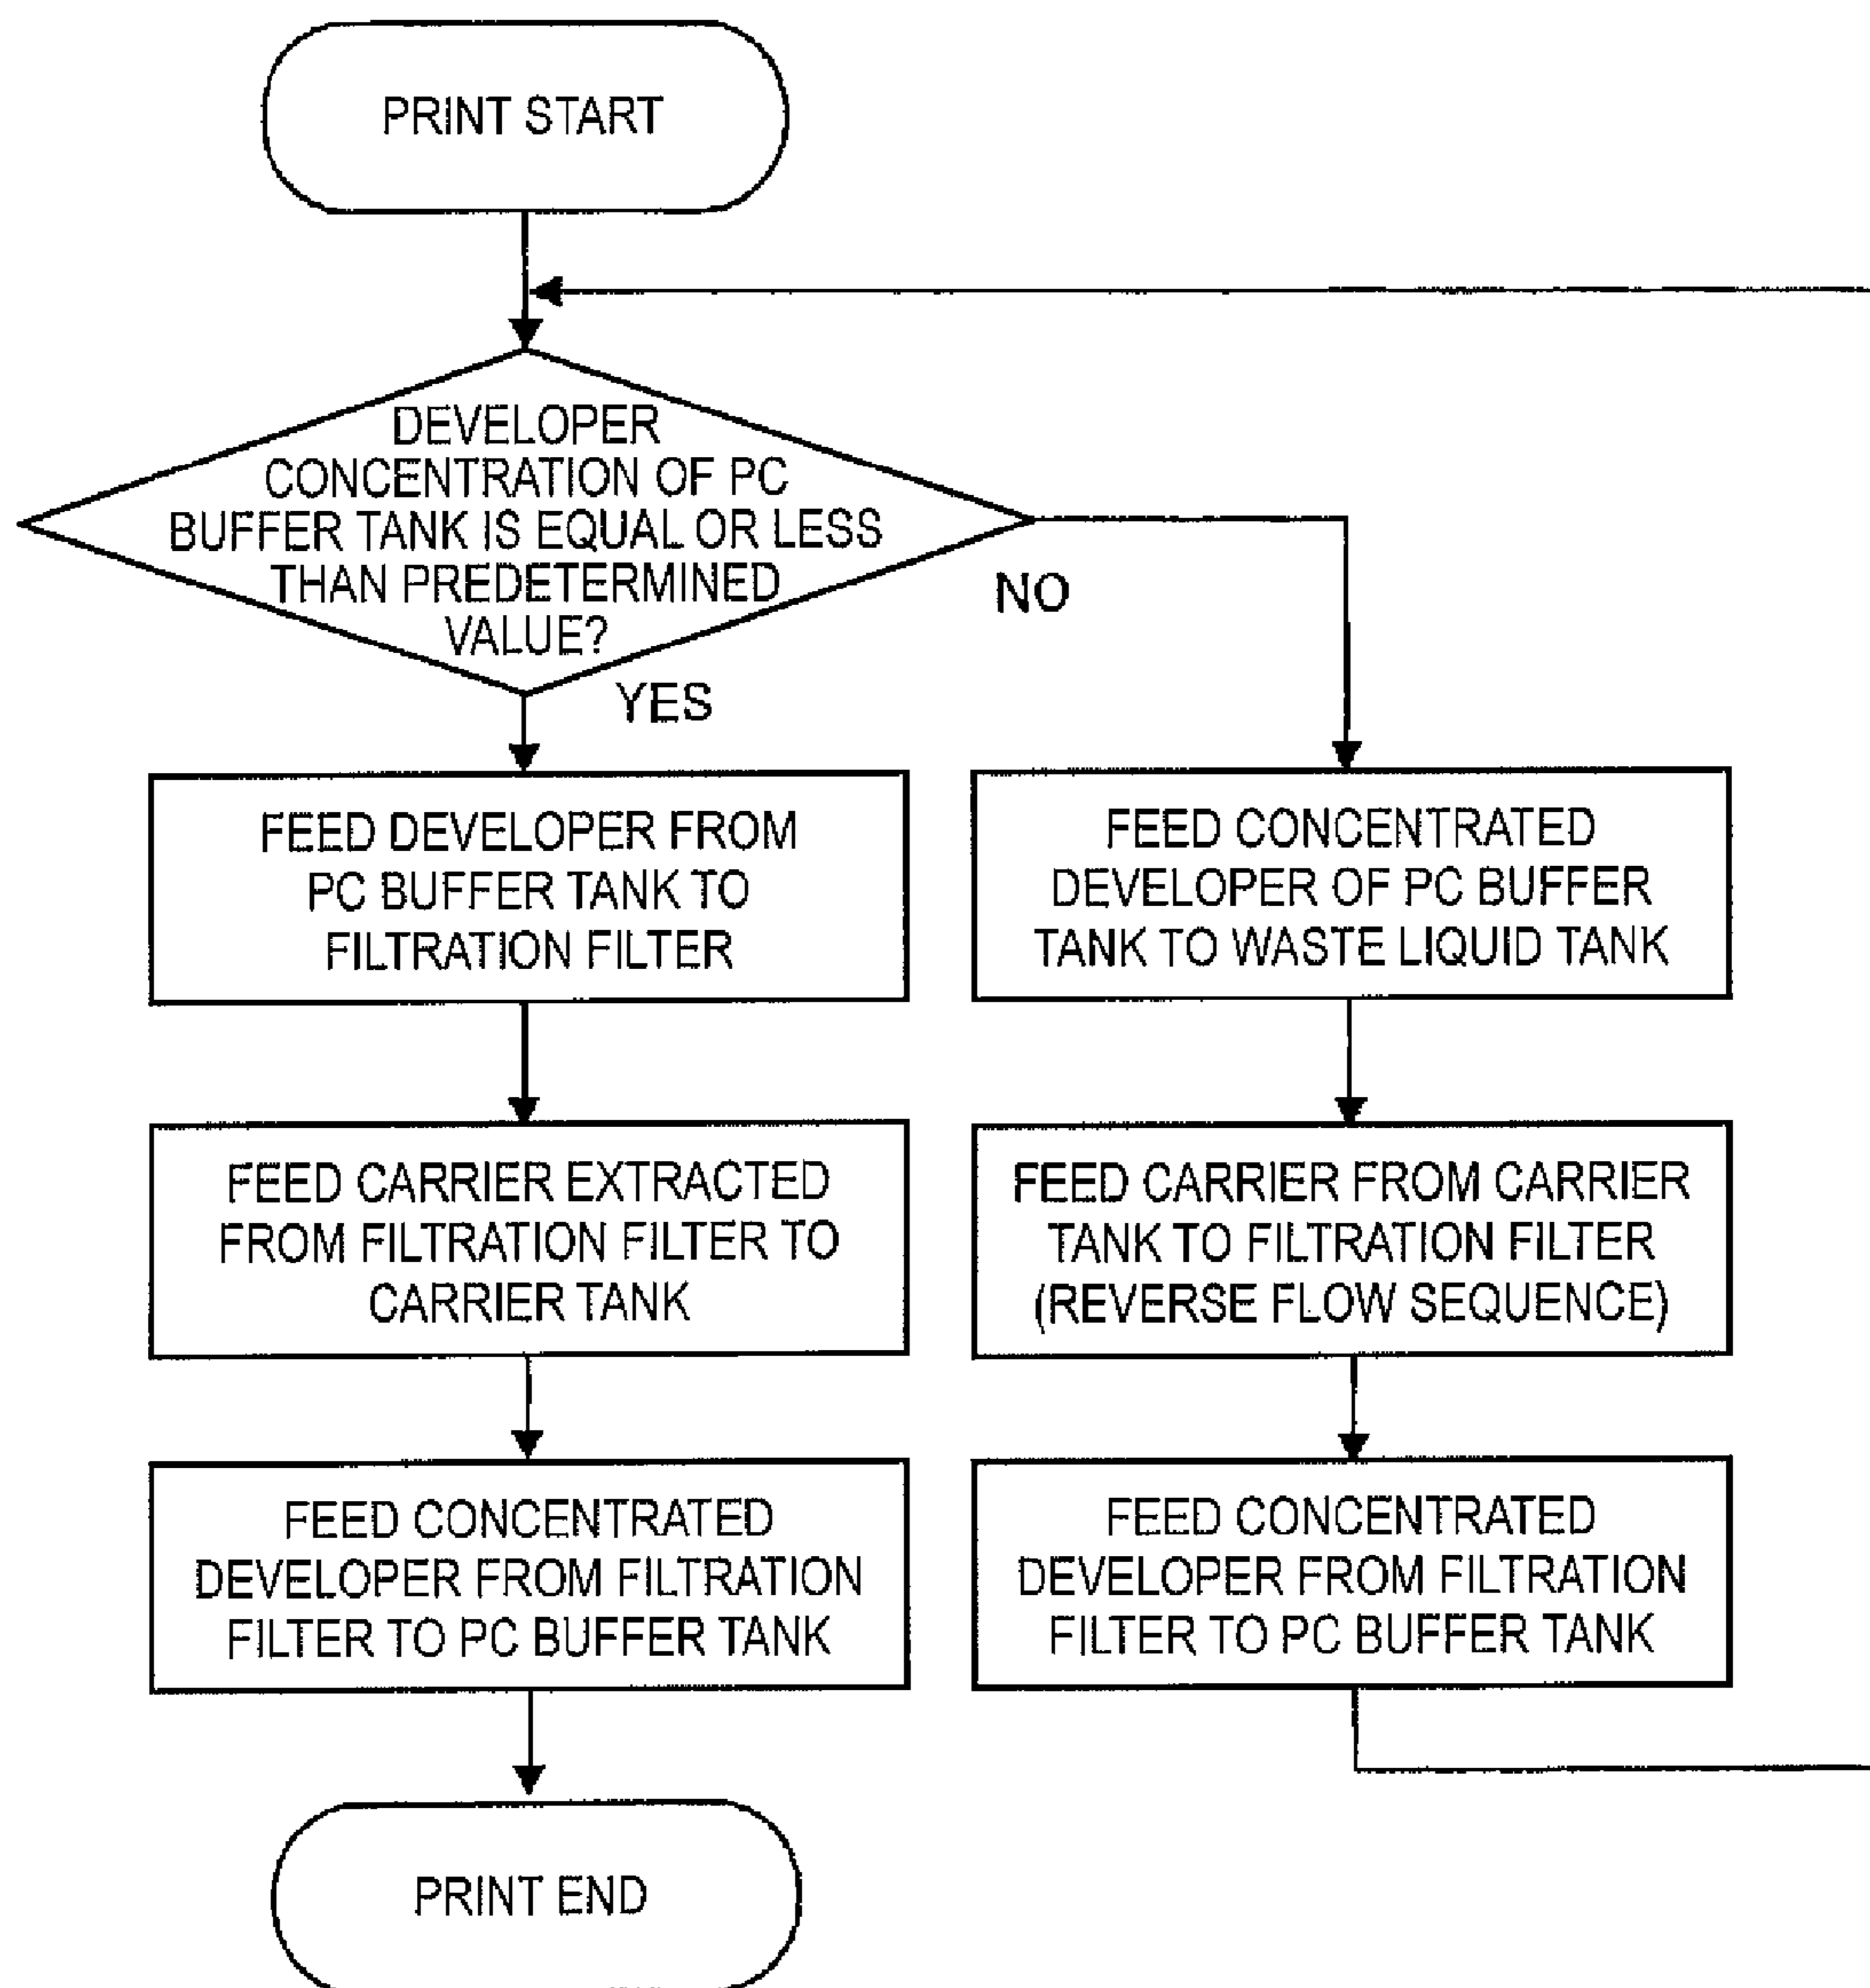 PRINT START
DEVELOPER
CONCENTRATION OF PC
BUFFER TANK IS EQUAL OR LESS
THAN PREDETERMINED
VALUE?
NO
YES
FEED DEVELOPER FROM
PC BUFFER TANK TO
FILTRATION FILTER
FEED CONCENTRATED
DEVELOPER OF PC BUFFER
TANK TO WASTE LIQUID TANK
FEED CARRIER EXTRACTED
FROM FILTRATION FILTER TO
CARRIER TANK
FEED CARRIER FROM CARRIER
TANK TO FILTRATION FILTER
(REVERSE FLOW SEQUENCE)
FEED CONCENTRATED
DEVELOPER FROM FILTRATION
FILTER TO PC BUFFER TANK
FEED CONCENTRATED
DEVELOPER FROM FILTRATION
FILTER TO PC BUFFER TANK
PRINT END